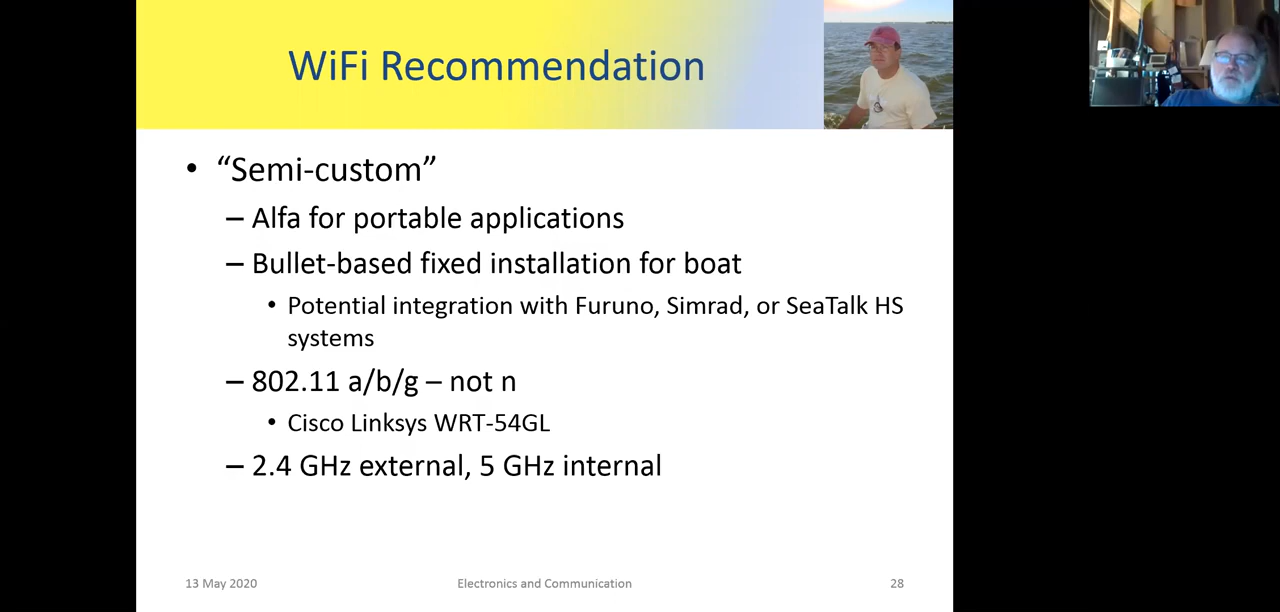 WiFi Recommendation
• “Semi-custom”
– Alfa for portable applications
– Bullet-based fixed installation for boat
• Potential integration with Furuno, Simrad, or SeaTalk HS
systems
– 802.11 a/b/g – not n
• Cisco Linksys WRT-54GL
– 2.4 GHz external, 5 GHz internal
13 May 2020
Electronics and Communication
28